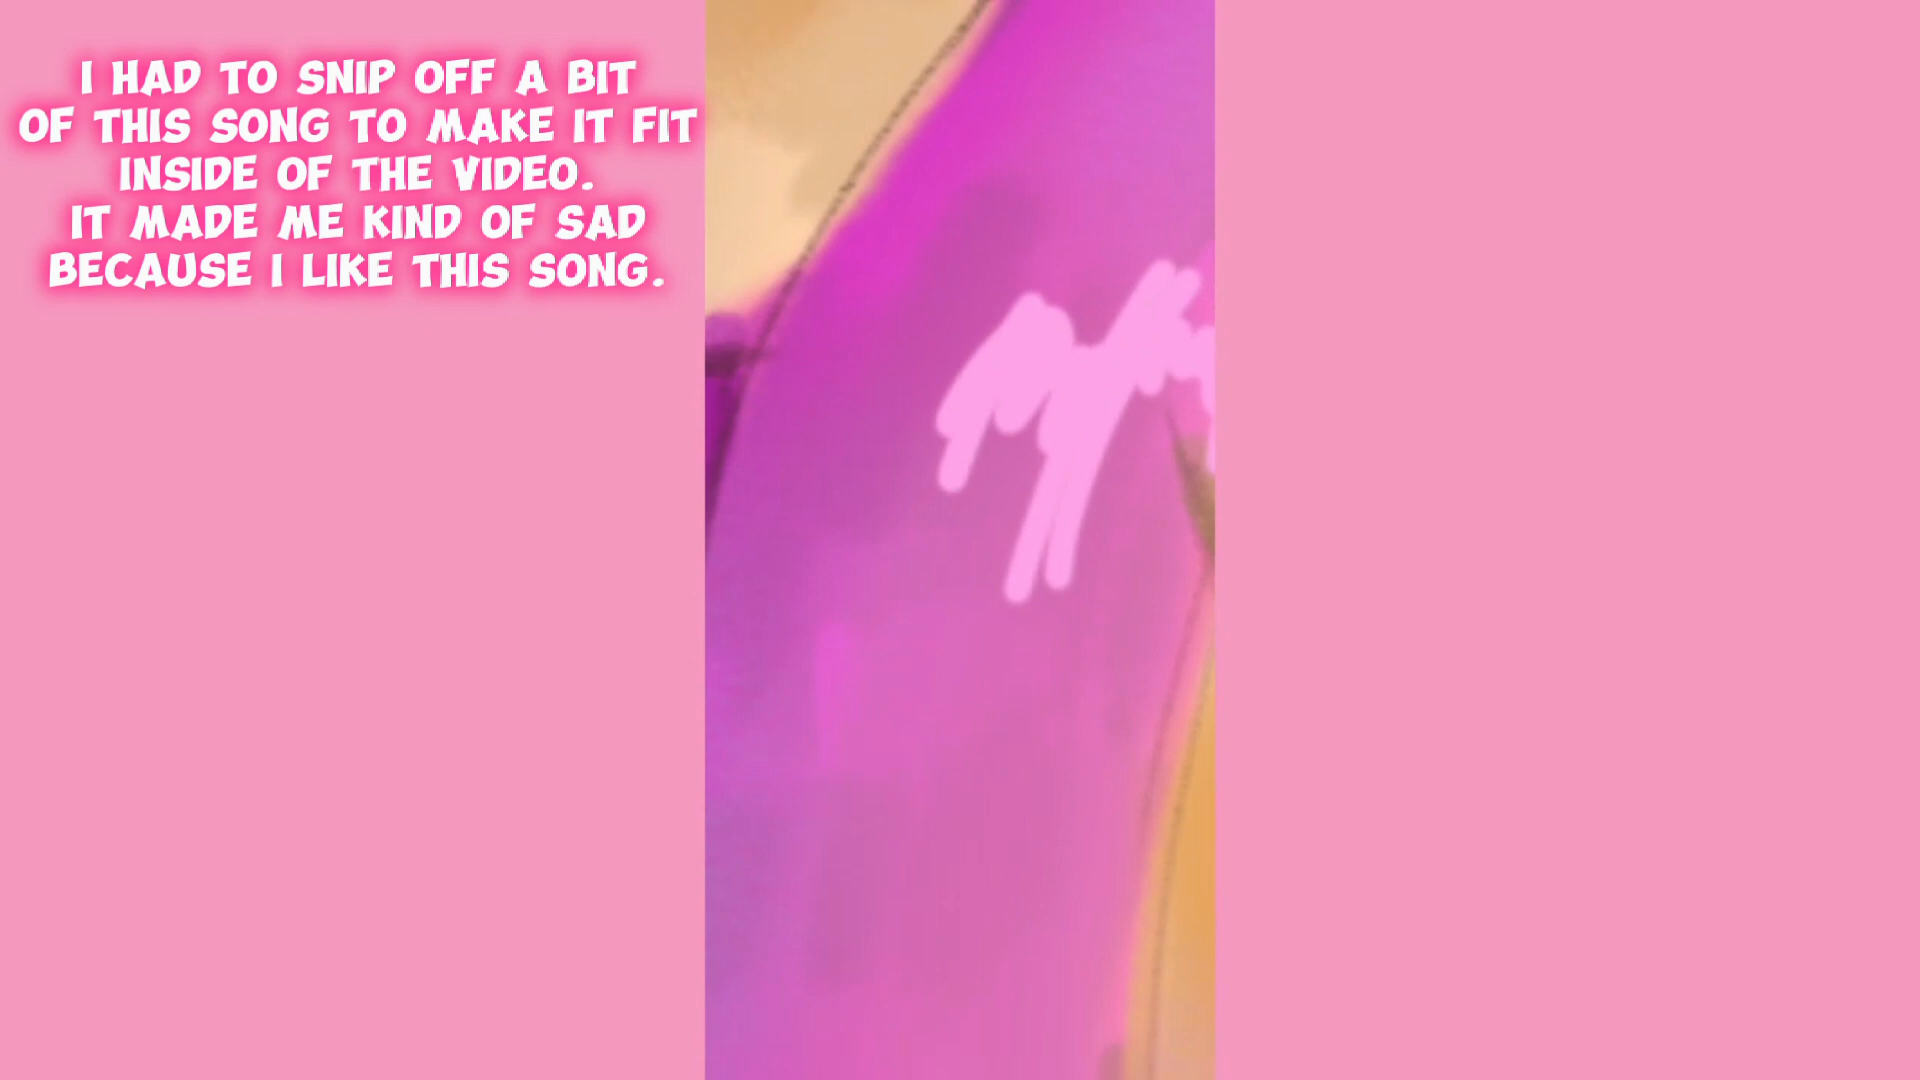 I HAD TO SNIP OFF A BIT
OF THIS SONG TO MAKE IT FIT
INSIDE OF THE VIDEO.
IT MADE ME KIND OF SAD
BECAUSE I LIKE THIS SONG.